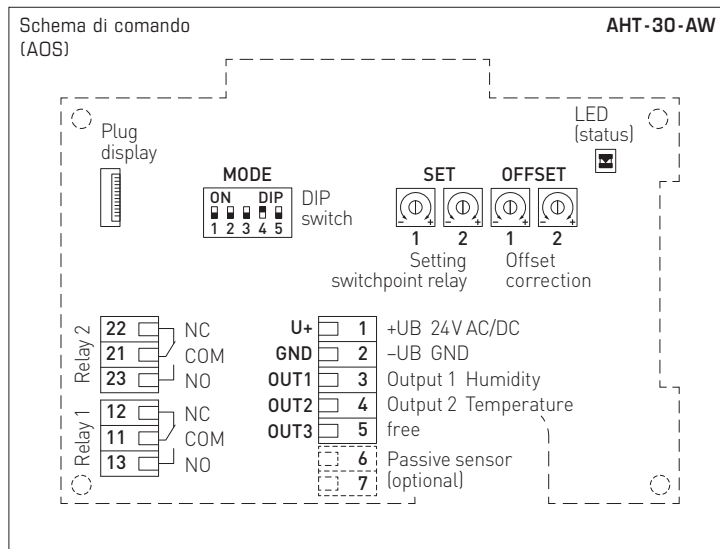 Schema di comando
(AOS)
AHT-30-AW
Plug
display
LED
(status)
MODE
ON DIP
1 2 3 4 5
DIP
switch
SET OFFSET
- + - + - + - +
1 2 1 2
Setting
switchpoint relay
Offset
correction
Relay 2
22 NC
21 COM
23 NO
Relay 1
12 NC
11 COM
13 NO
U+ 1 +UB 24V AC/DC
GND 2 –UB GND
OUT1 3 Output 1 Humidity
OUT2 4 Output 2 Temperature
OUT3 5 free
6 Passive sensor
7 (optional)